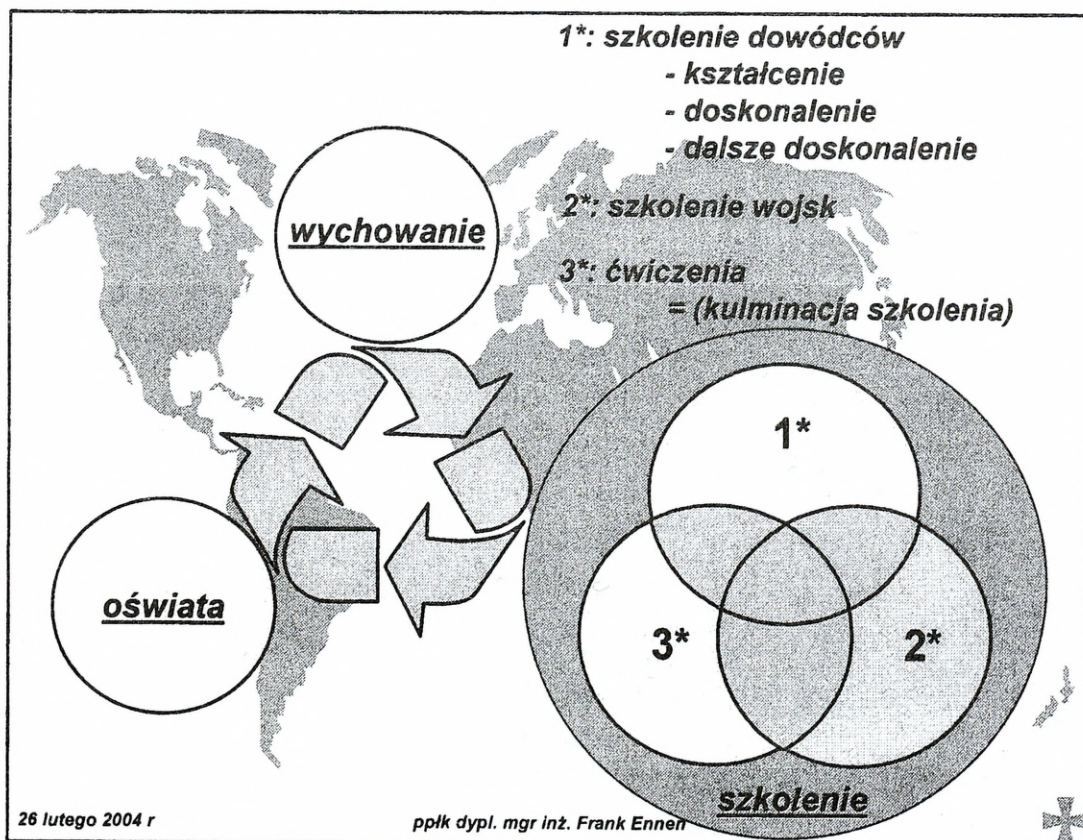 1*: szkolenie dowódców
- kształcenie
- doskonalenie
- dalsze doskonalenie
2*: szkolenie wojsk
3*: ćwiczenia
= (kulminacja szkolenia)
wychowanie
oświata
1*
3*
2*
szkolenie
26 lutego 2004 r
ppłk dypl. mgr inż. Frank Ennen